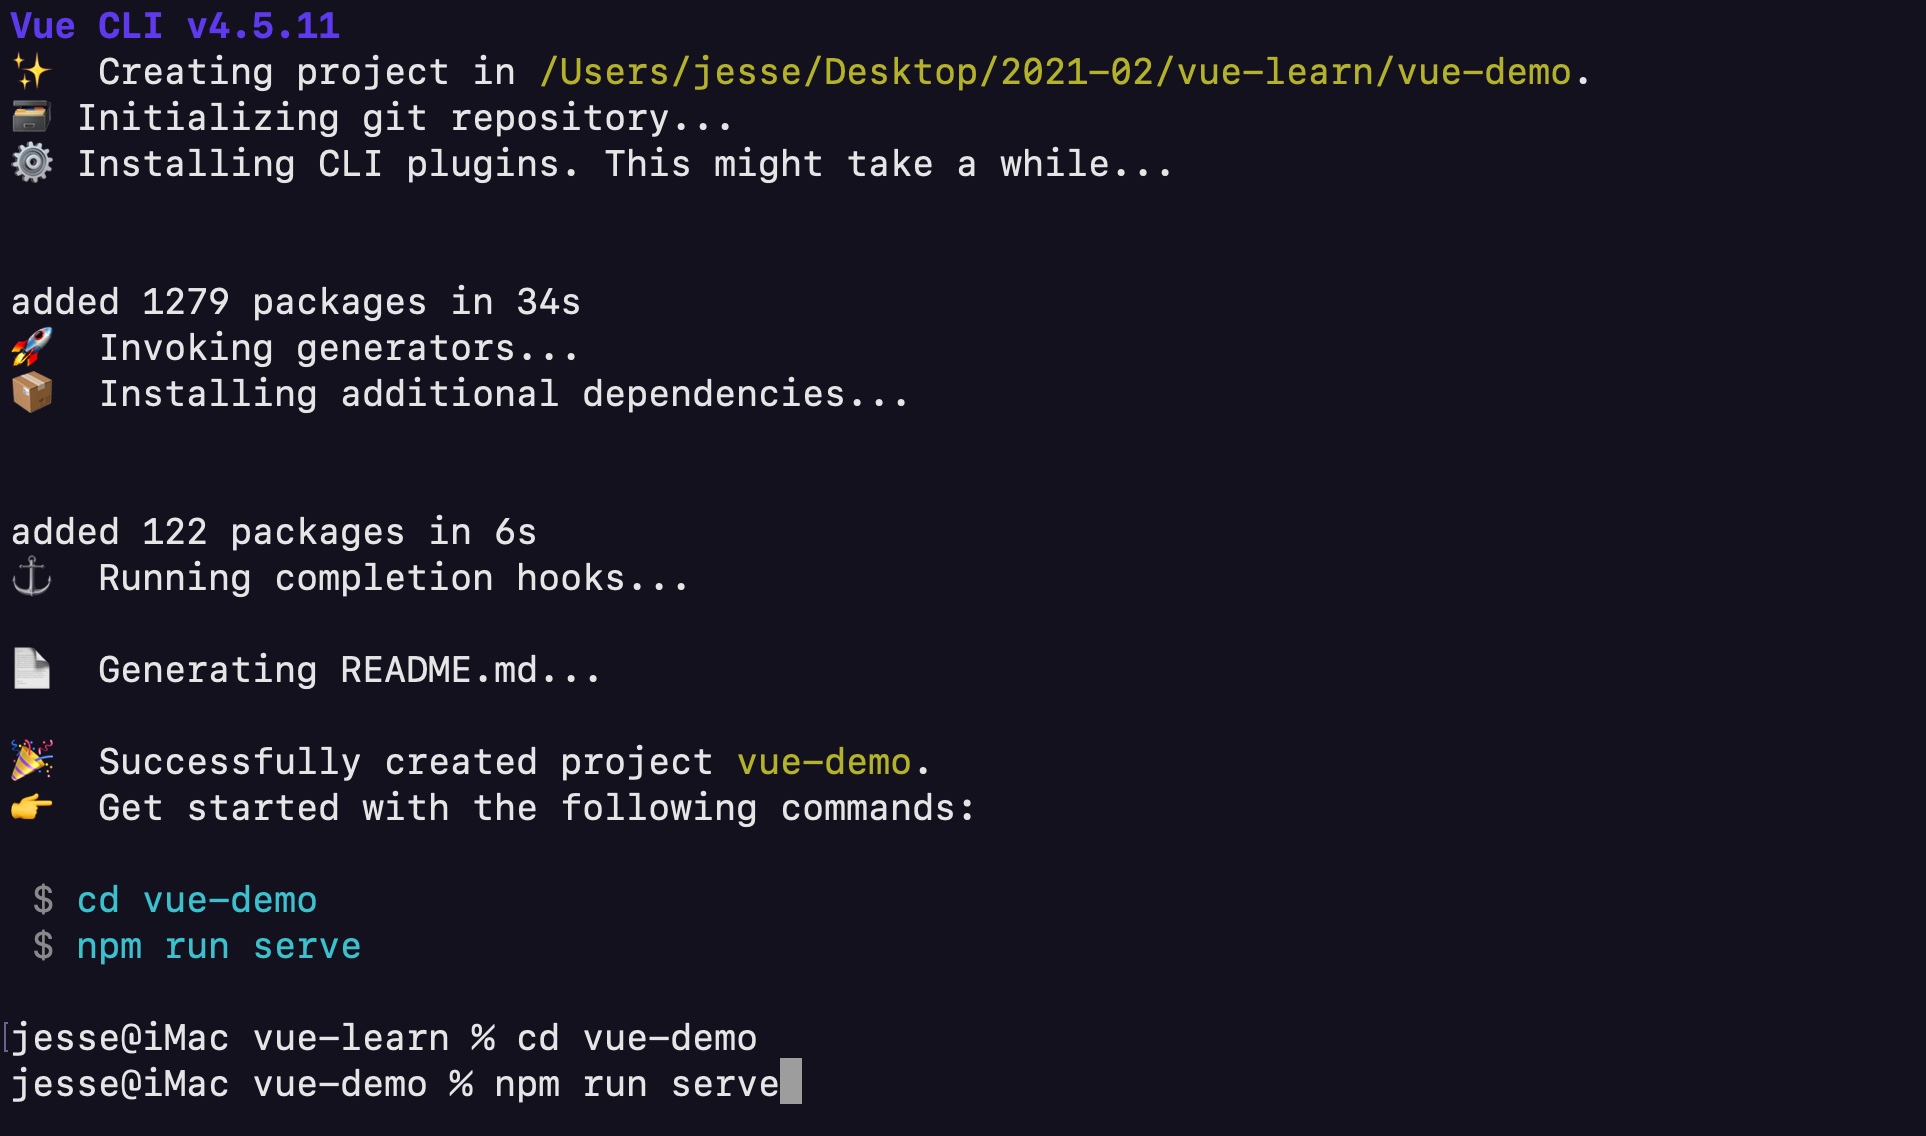 Vue CLI v4.5.11
✨ Creating project in /Users/jesse/Desktop/2021-02/vue-learn/vue-demo.
🗃 Initializing git repository...
⚙️ Installing CLI plugins. This might take a while...
added 1279 packages in 34s
🚀 Invoking generators...
📦 Installing additional dependencies...
added 122 packages in 6s
⚓ Running completion hooks...
📄 Generating README.md...
🎉 Successfully created project vue-demo.
👉 Get started with the following commands:
$ cd vue-demo
$ npm run serve
[jesse@iMac vue-learn % cd vue-demo
jesse@iMac vue-demo % npm run serve